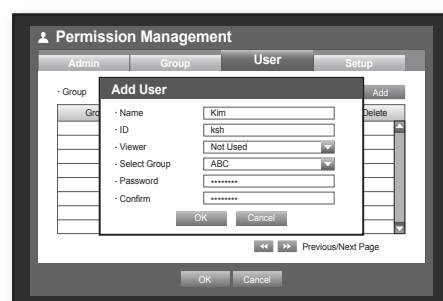 Permission Management
Admin Group User Setup
· Group Add
Add User
Gro Delete
· Name Kim
· ID ksh
· Viewer Not Used
· Select Group ABC
· Password ********
· Confirm ********
OK Cancel
Previous/Next Page
OK Cancel